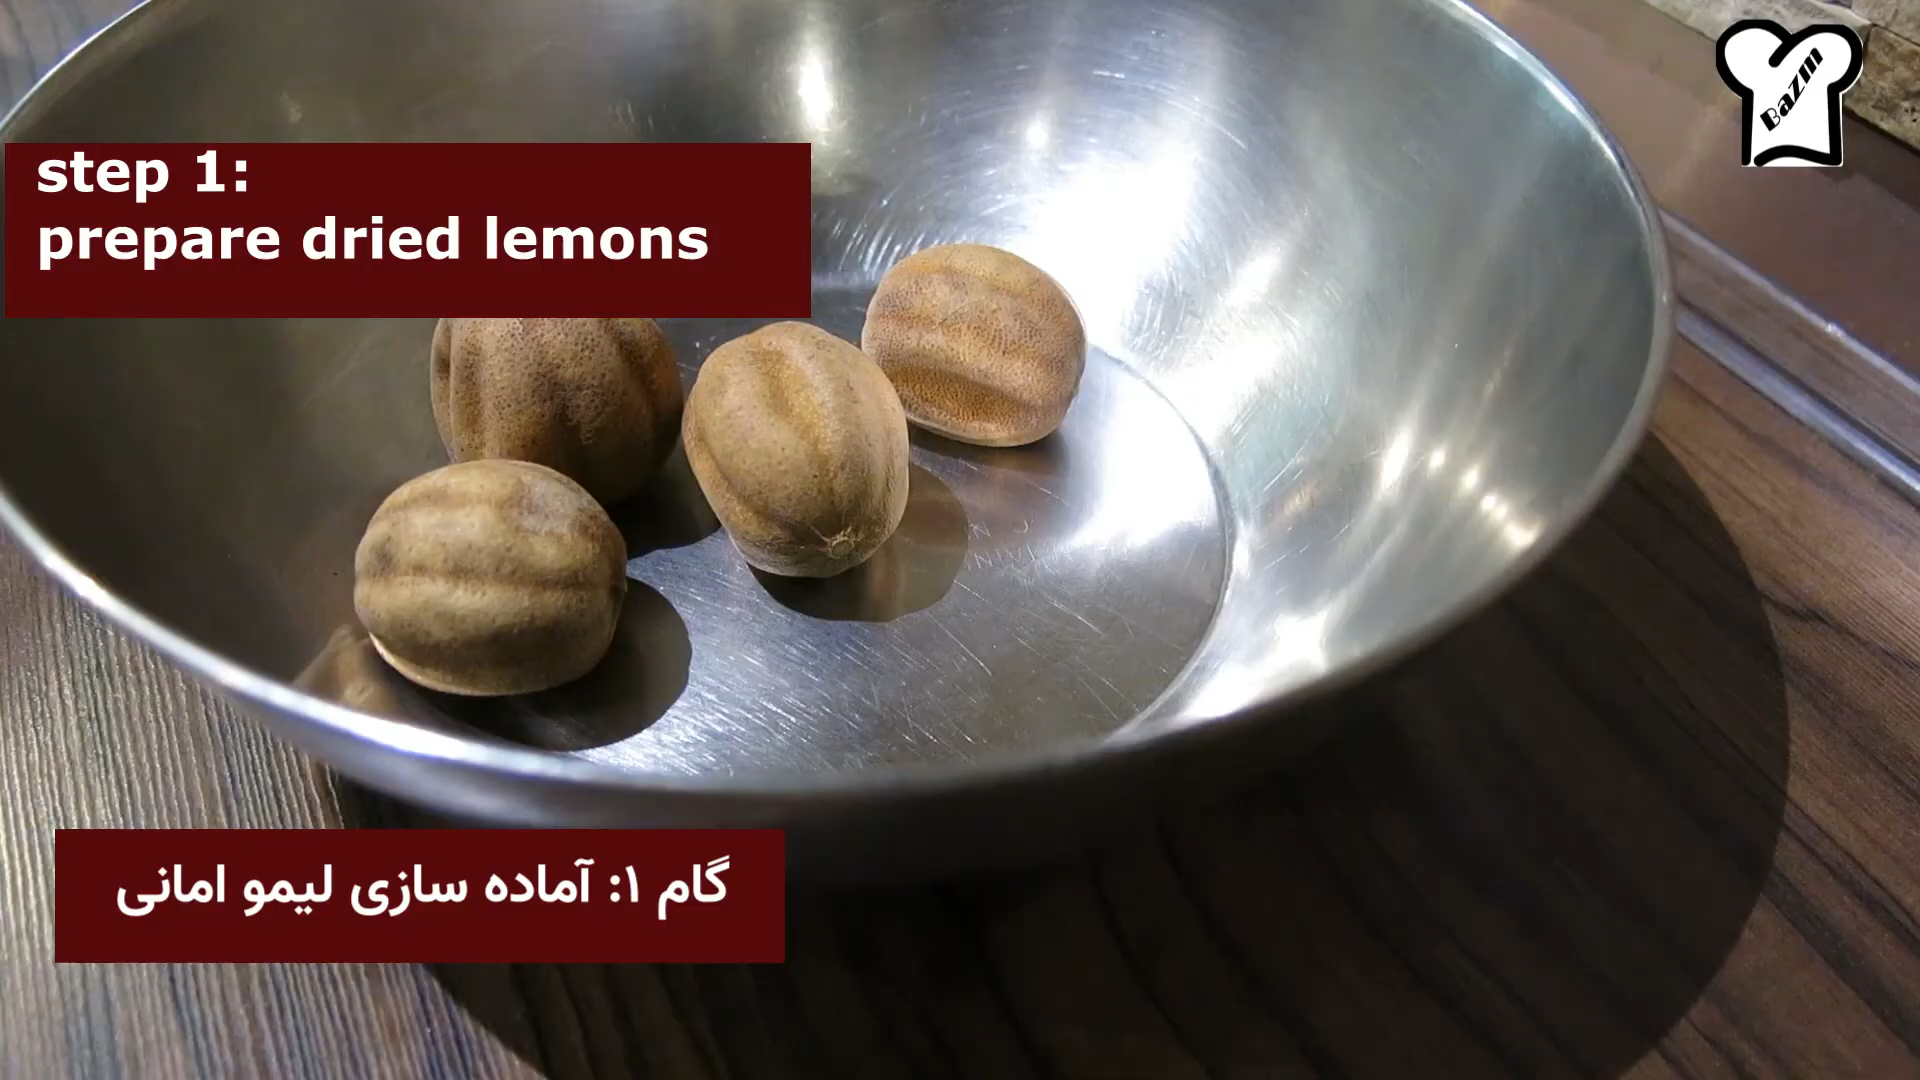 step 1:
prepare dried lemons
Bazm
گام ۱: آماده سازی لیمو امانی